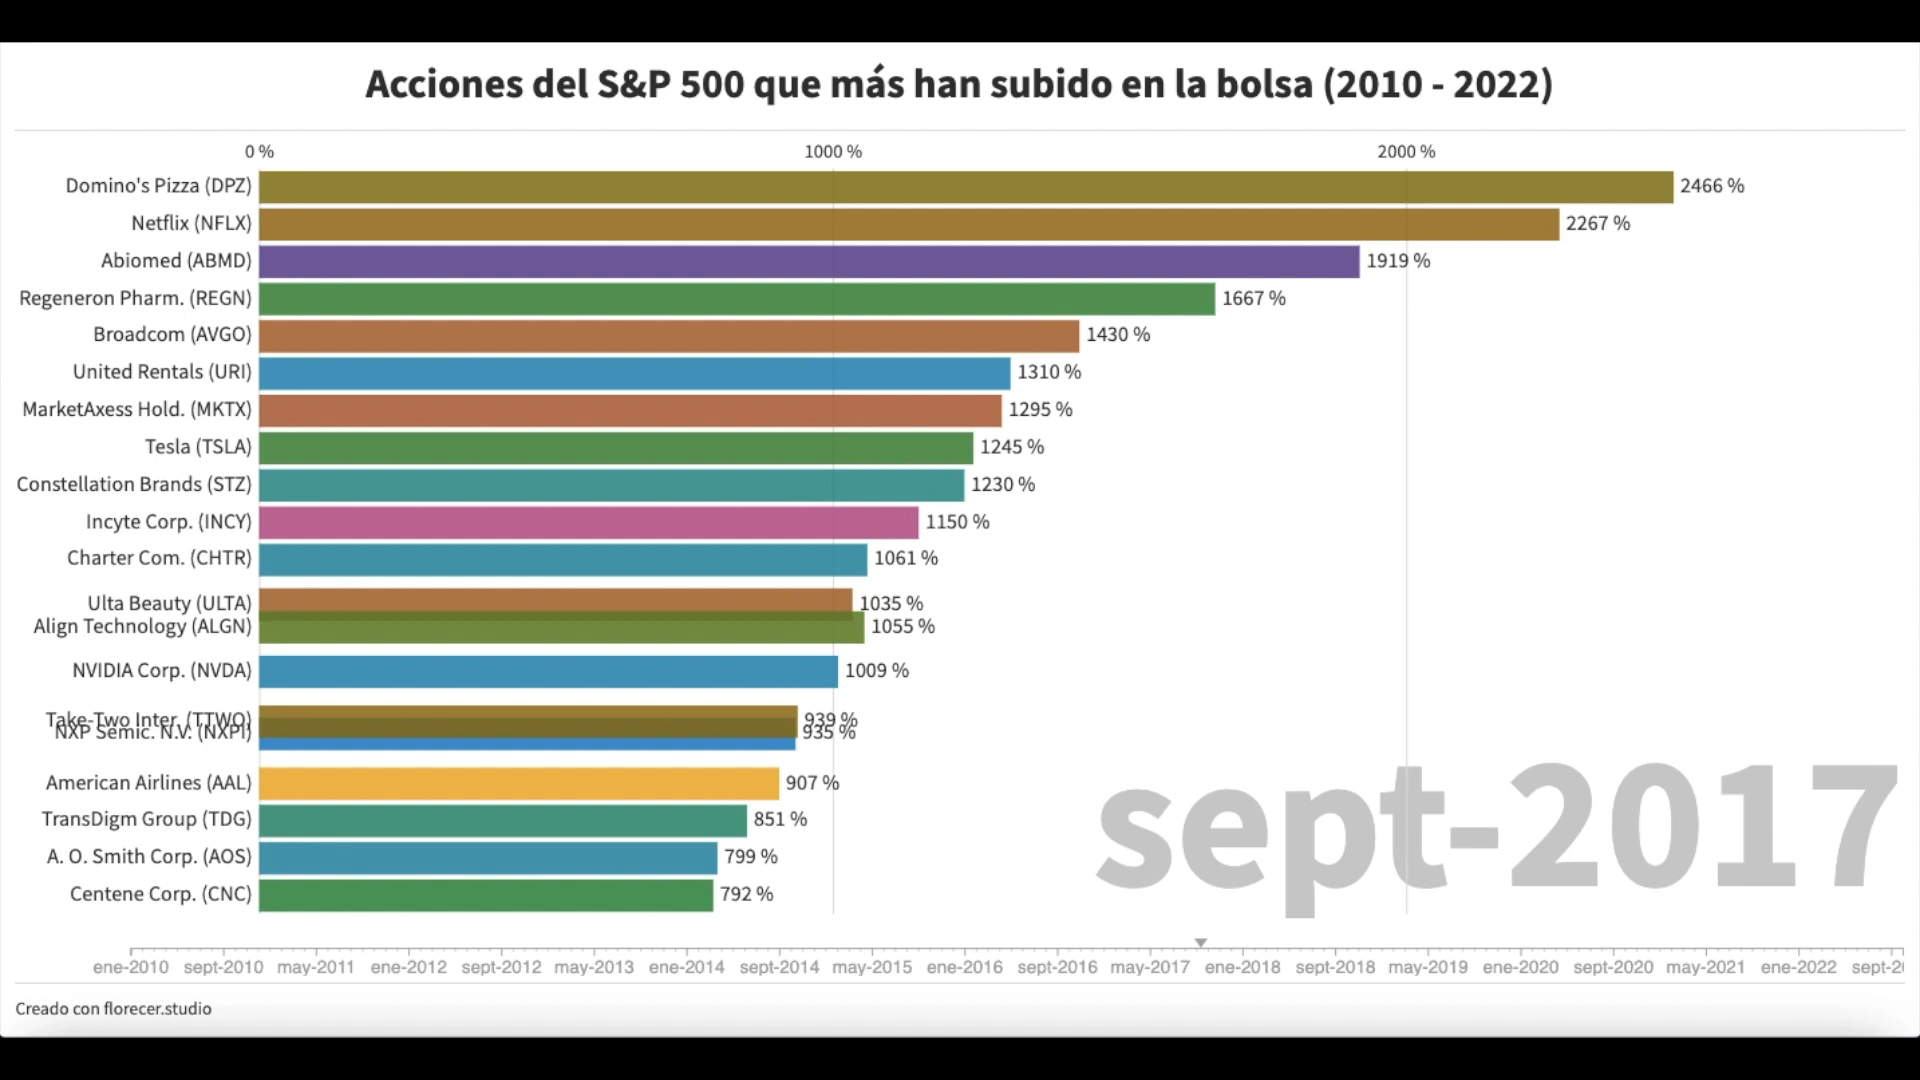 Acciones del S&P 500 que más han subido en la bolsa (2010 - 2022)
0 % 1000 % 2000 %
Domino's Pizza (DPZ) 2466 %
Netflix (NFLX) 2267 %
Abiomed (ABMD) 1919 %
Regeneron Pharm. (REGN) 1667 %
Broadcom (AVGO) 1430 %
United Rentals (URI) 1310 %
MarketAxess Hold. (MKTX) 1295 %
Tesla (TSLA) 1245 %
Constellation Brands (STZ) 1230 %
Incyte Corp. (INCY) 1150 %
Charter Com. (CHTR) 1061 %
Ulta Beauty (ULTA) 1035 %
Align Technology (ALGN) 1055 %
NVIDIA Corp. (NVDA) 1009 %
Take-Two Inter. (TTWO) 939 %
NXP Semic. N.V. (NXPI) 935 %
American Airlines (AAL) 907 %
TransDigm Group (TDG) 851 %
A. O. Smith Corp. (AOS) 799 %
Centene Corp. (CNC) 792 %
sept-2017
ene-2010 sept-2010 may-2011 ene-2012 sept-2012 may-2013 ene-2014 sept-2014 may-2015 ene-2016 sept-2016 may-2017 ene-2018 sept-2018 may-2019 ene-2020 sept-2020 may-2021 ene-2022 sept-2
Creado con florecer.studio